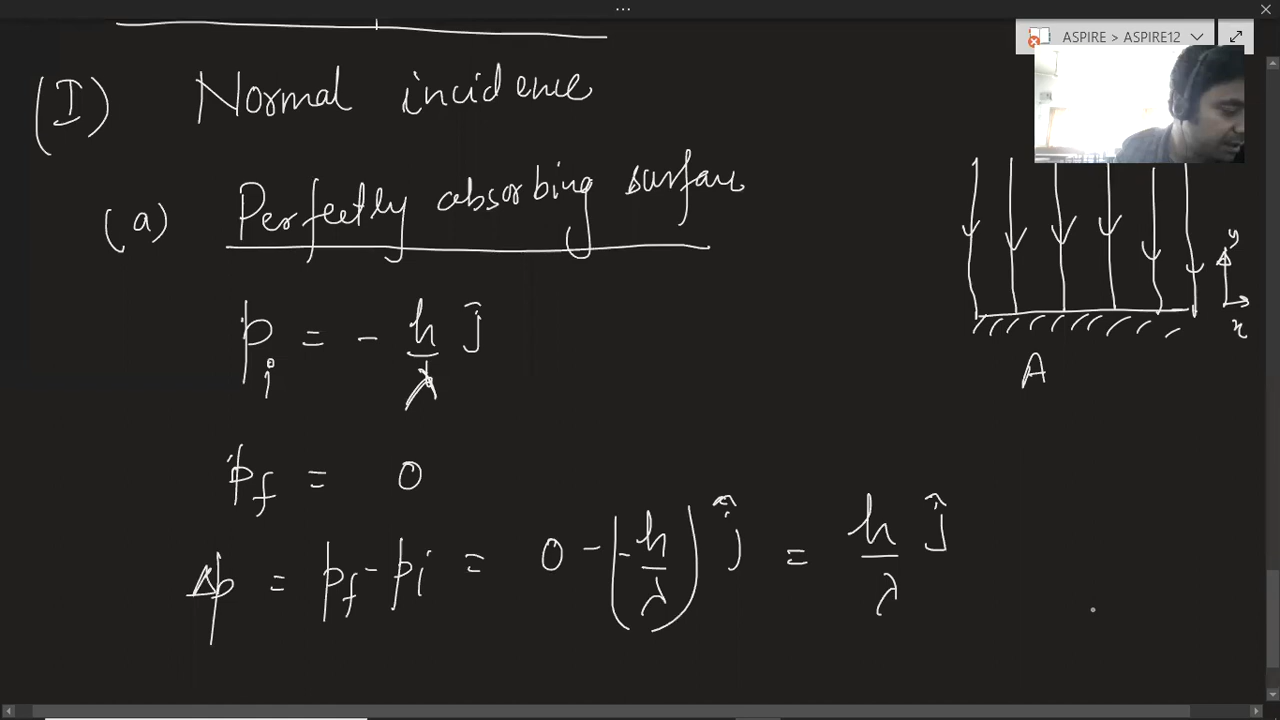 ASPIRE > ASPIRE12
(I) Normal incidence
(a) Perfectly absorbing surface
p_i = - h/λ ĵ
p_f = 0
Δp = p_f - p_i = 0 - (-h/λ) ĵ = h/λ ĵ
y
x
A